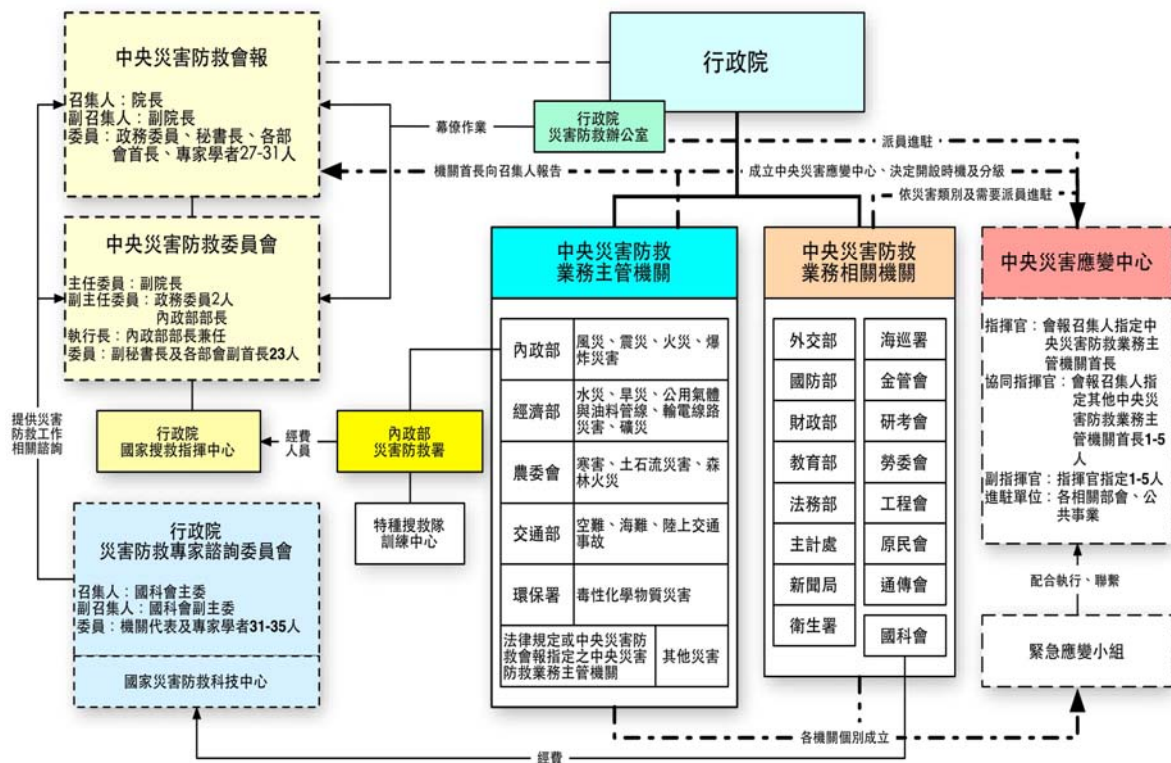 中央災害防救會報
召集人：院長
副召集人：副院長
委員：政務委員、秘書長、各部
會首長、專家學者27-31人
行政院
行政院
災害防救辦公室
幕僚作業
派員進駐
機關首長向召集人報告
成立中央災害應變中心、決定開設時機及分級
依災害類別及需要派員進駐
中央災害防救委員會
主任委員：副院長
副主任委員：政務委員2人
內政部部長
執行長：內政部部長兼任
委員：副秘書長及各部會副首長23人
提供災害
防救工作
相關諮詢
行政院
國家搜救指揮中心
經費
人員
內政部
災害防救署
特種搜救隊
訓練中心
行政院
災害防救專家諮詢委員會
召集人：國科會主委
副召集人：國科會副主委
委員：機關代表及專家學者31-35人
國家災害防救科技中心
中央災害防救
業務主管機關
內政部
風災、震災、火災、爆
炸災害
經濟部
水災、旱災、公用氣體
與油料管線、輸電線路
災害、礦災
農委會
寒害、土石流災害、森
林火災
交通部
空難、海難、陸上交通
事故
環保署
毒性化學物質災害
法律規定或中央災害防
救會報指定之中央災害
防救業務主管機關
其他災害
中央災害防救
業務相關機關
外交部
海巡署
國防部
金管會
財政部
研考會
教育部
勞委會
法務部
工程會
主計處
原民會
新聞局
通傳會
衛生署
國科會
中央災害應變中心
指揮官：會報召集人指定中
央災害防救業務主
管機關首長
協同指揮官：會報召集人指
定其他中央災
害防救業務主
管機關首長1-5
人
副指揮官：指揮官指定1-5人
進駐單位：各相關部會、公
共事業
配合執行、聯繫
緊急應變小組
各機關個別成立
經費